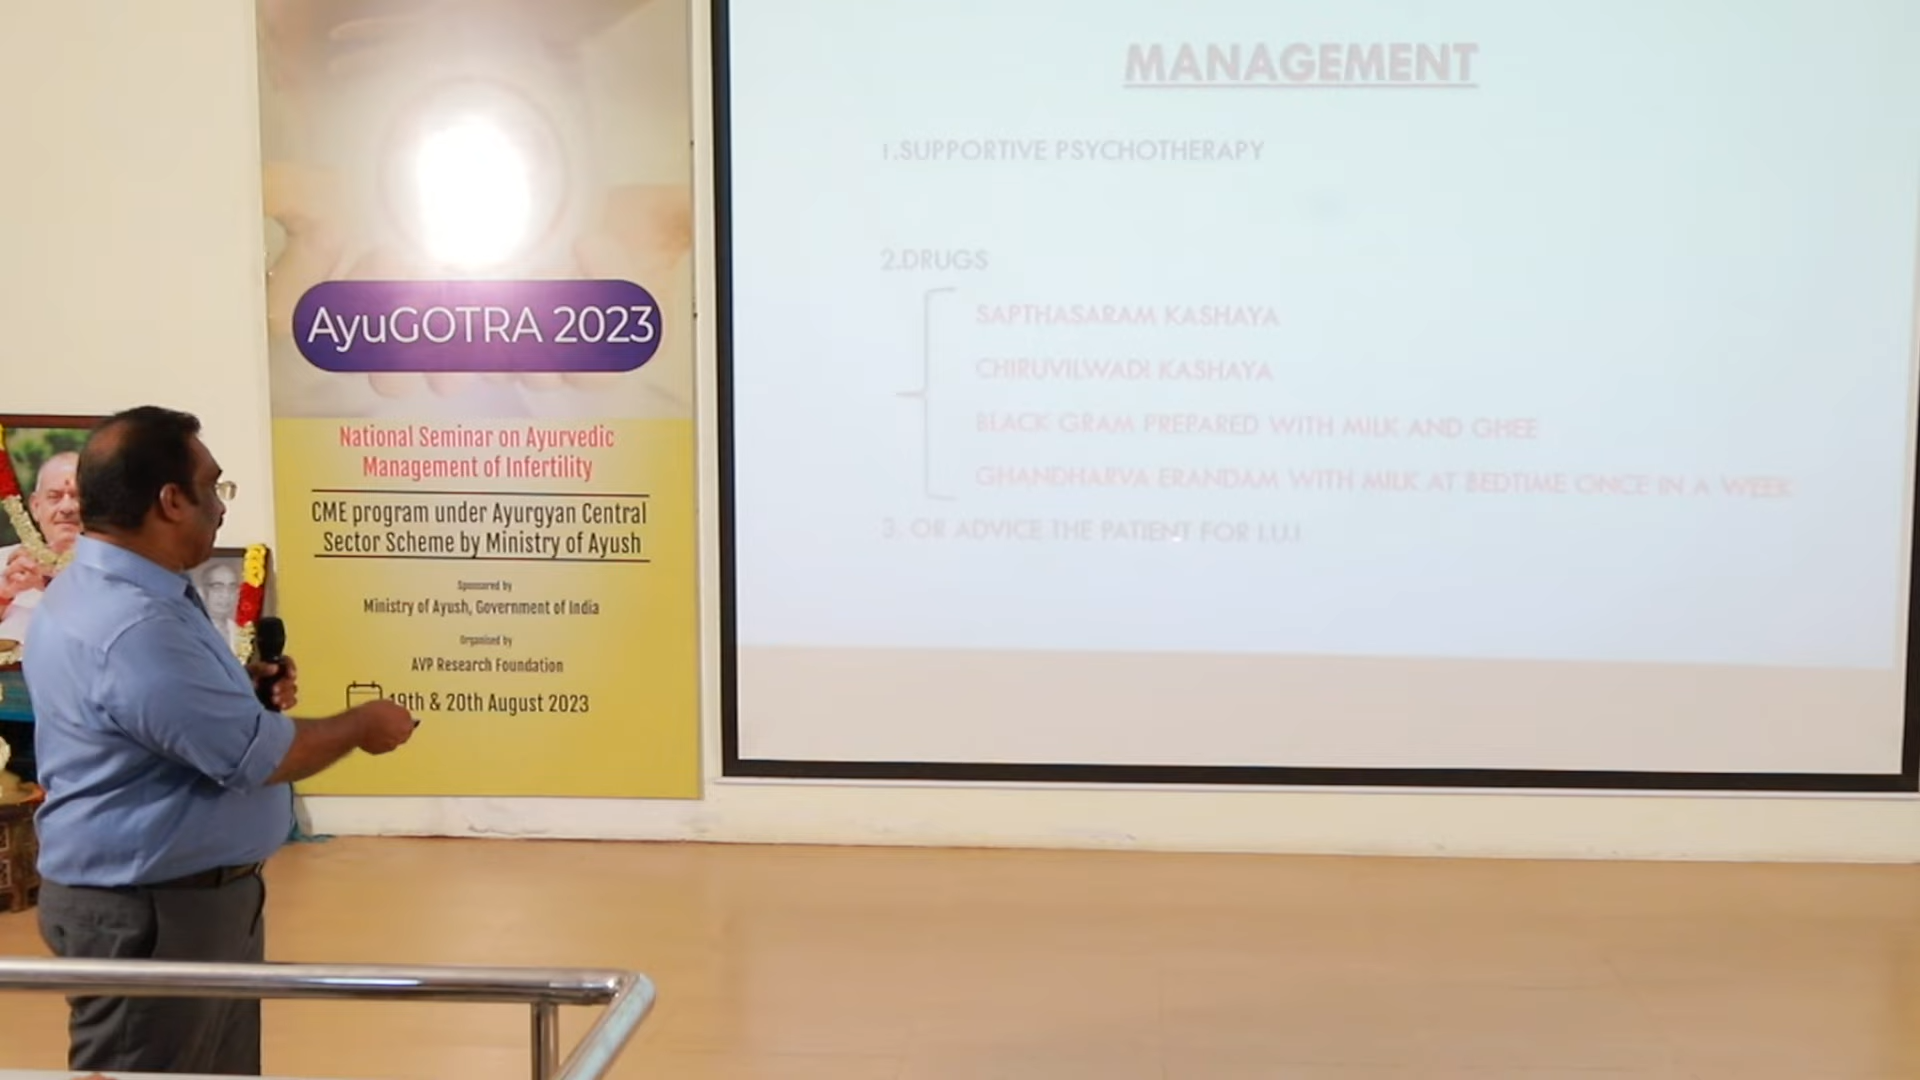 AyuGOTRA 2023
National Seminar on Ayurvedic
Management of Infertility
CME program under Ayurgyan Central
Sector Scheme by Ministry of Ayush
Sponsored by
Ministry of Ayush, Government of India
Organised by
AVP Research Foundation
19th & 20th August 2023
MANAGEMENT
1.SUPPORTIVE PSYCHOTHERAPY
2.DRUGS
SAPTHASARAM KASHAYA
CHIRUVILWADI KASHAYA
BLACK GRAM PREPARED WITH MILK AND GHEE
GHANDHARVA ERANDAM WITH MILK AT BEDTIME ONCE IN A WEEK
3. OR ADVICE THE PATIENT FOR I.U.I